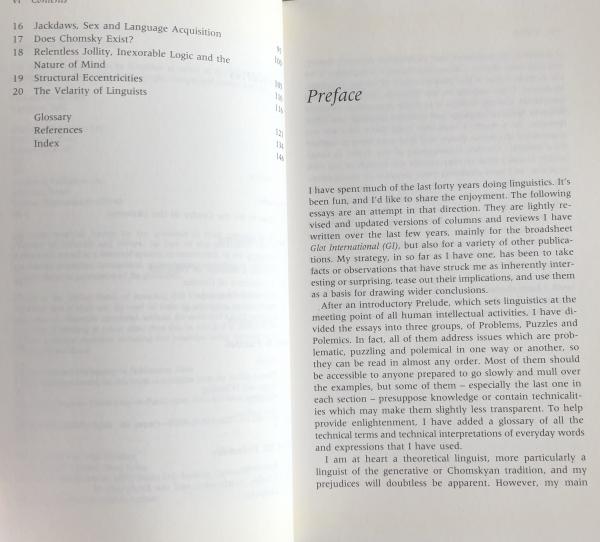 vi Contents
16 Jackdaws, Sex and Language Acquisition 91
17 Does Chomsky Exist? 100
18 Relentless Jollity, Inexorable Logic and the
Nature of Mind
19 Structural Eccentricities
20 The Velarity of Linguists 116
Glossary 121
References 134
Index 146
Preface
I have spent much of the last forty years doing linguistics. It's
been fun, and I'd like to share the enjoyment. The following
essays are an attempt in that direction. They are lightly re-
vised and updated versions of columns and reviews I have
written over the last few years, mainly for the broadsheet
Glot International (GI), but also for a variety of other publica-
tions. My strategy, in so far as I have one, has been to take
facts or observations that have struck me as inherently inter-
esting or surprising, tease out their implications, and use them
as a basis for drawing wider conclusions.
After an introductory Prelude, which sets linguistics at the
meeting point of all human intellectual activities, I have di-
vided the essays into three groups, of Problems, Puzzles and
Polemics. In fact, all of them address issues which are prob-
lematic, puzzling and polemical in one way or another, so
they can be read in almost any order. Most of them should
be accessible to anyone prepared to go slowly and mull over
the examples, but some of them – especially the last one in
each section – presuppose knowledge or contain technicalit-
ies which may make them slightly less transparent. To help
provide enlightenment, I have added a glossary of all the
technical terms and technical interpretations of everyday words
and expressions that I have used.
I am at heart a theoretical linguist, more particularly a
linguist of the generative or Chomskyan tradition, and my
prejudices will doubtless be apparent. However, my main